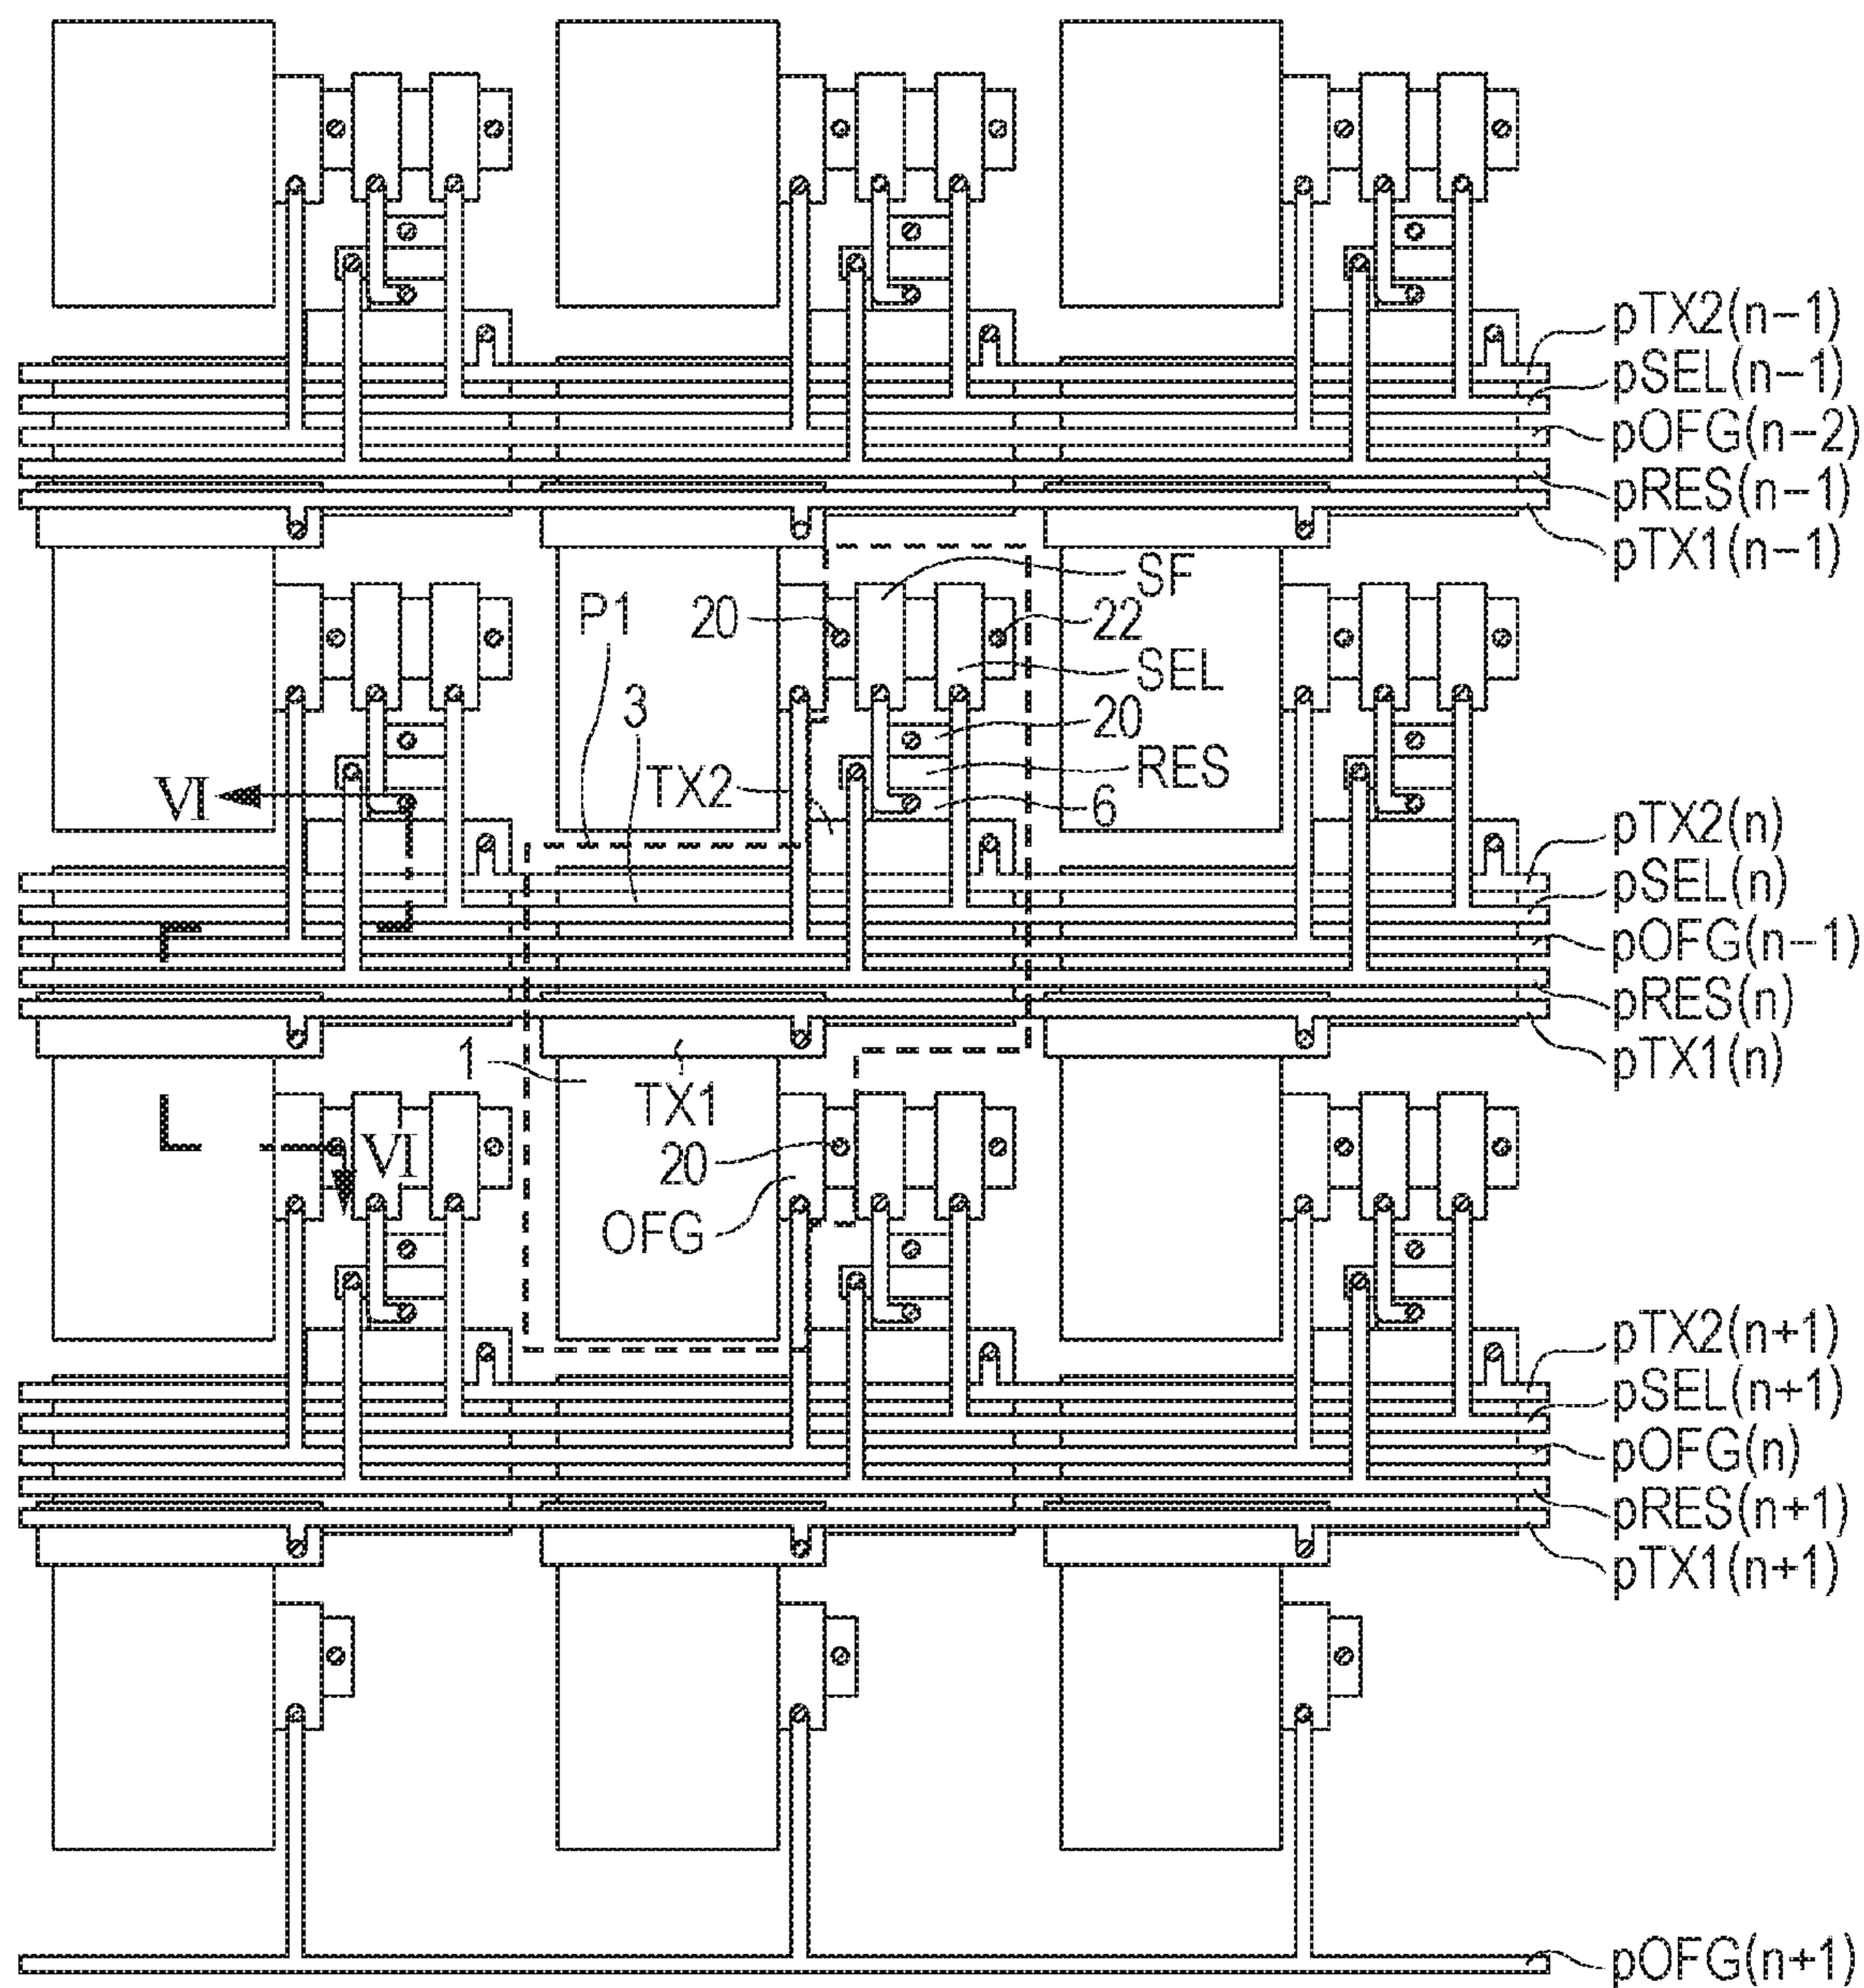 pTX2(n-1)
pSEL(n-1)
pOFG(n-2)
pRES(n-1)
pTX1(n-1)
SF
P1
20
22
SEL
3
20
TX2
RES
VI
6
pTX2(n)
pSEL(n)
pOFG(n-1)
pRES(n)
pTX1(n)
1
TX1
VI
20
OFG
pTX2(n+1)
pSEL(n+1)
pOFG(n)
pRES(n+1)
pTX1(n+1)
pOFG(n+1)